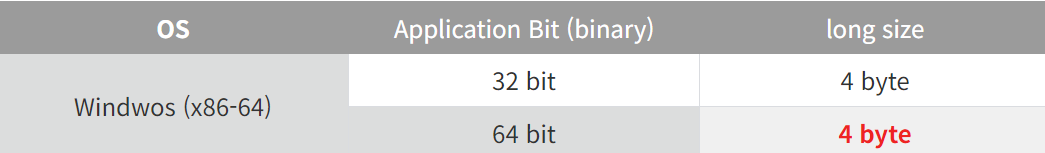 OS Application Bit (binary) long size
32 bit 4 byte
Windwos (x86-64)
64 bit 4 byte